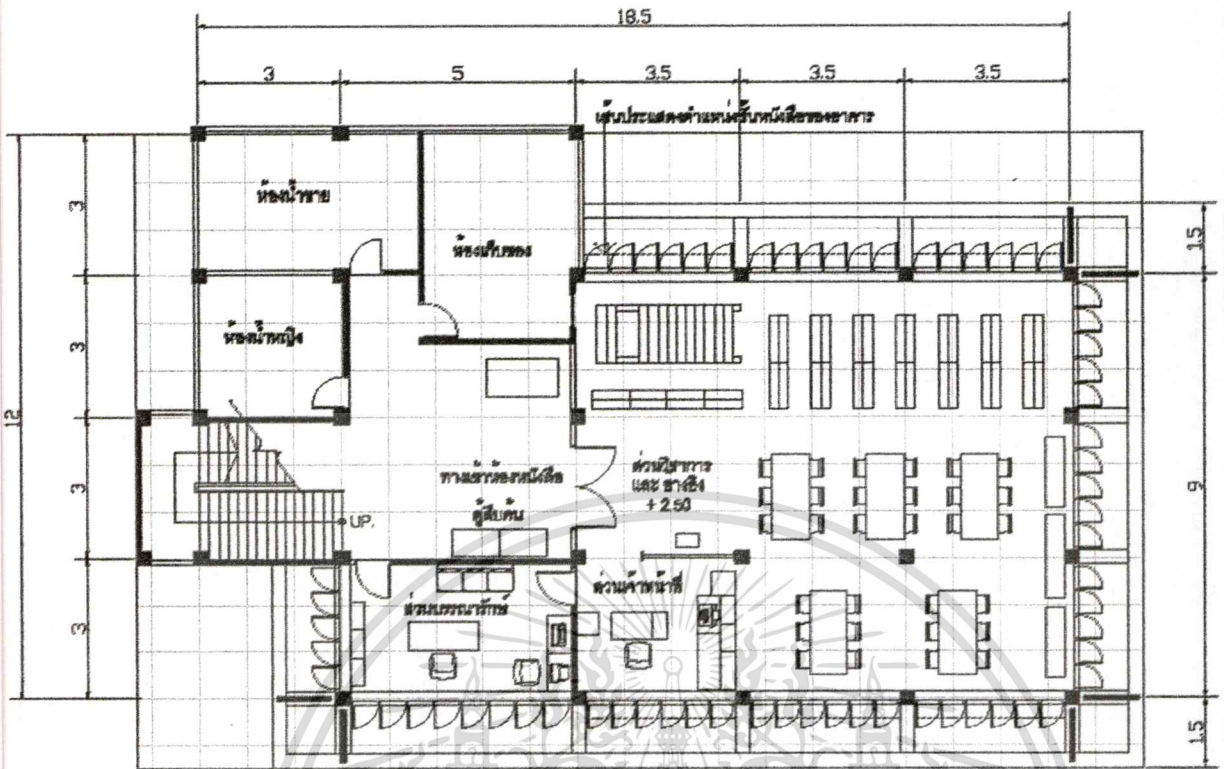 18.5
3 5 3.5 3.5 3.5
เส้นประแสดงตำแหน่งชั้นหนังสือของอาคาร
ห้องน้ำชาย
ห้องเก็บของ
3
1.5
ห้องน้ำหญิง
3
12
ทางเข้าห้องหนังสือ
ตู้สืบค้น
ส่วนวิชาการ
และ อ้างอิง
+ 2.50
3
9
UP.
ส่วนบรรณารักษ์
ส่วนเจ้าหน้าที่
3
1.5